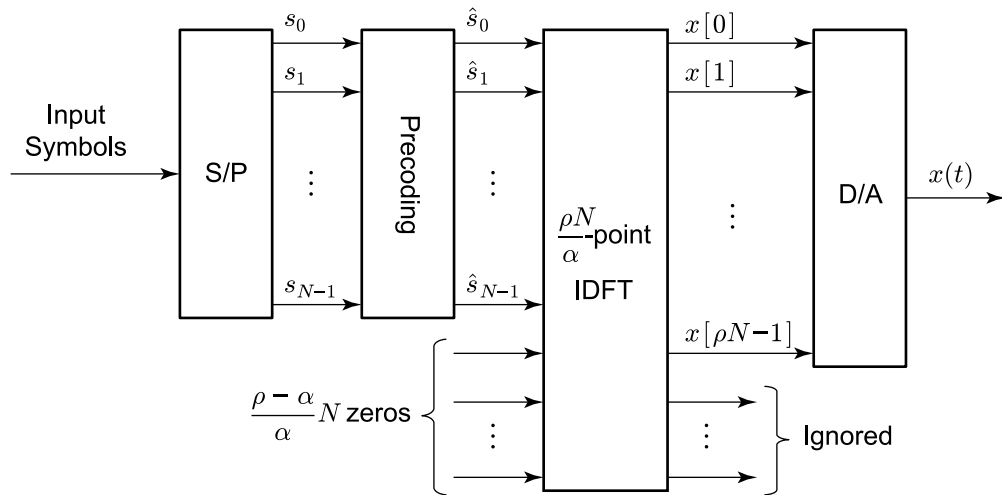 Input
Symbols
S/P
s_0
s_1
⋮
s_{N−1}
Precoding
ŝ_0
ŝ_1
⋮
ŝ_{N−1}
(ρ − α)/α N zeros
⋮
ρN/α-point
IDFT
x[0]
x[1]
⋮
x[ρN−1]
⋮
Ignored
D/A
x(t)